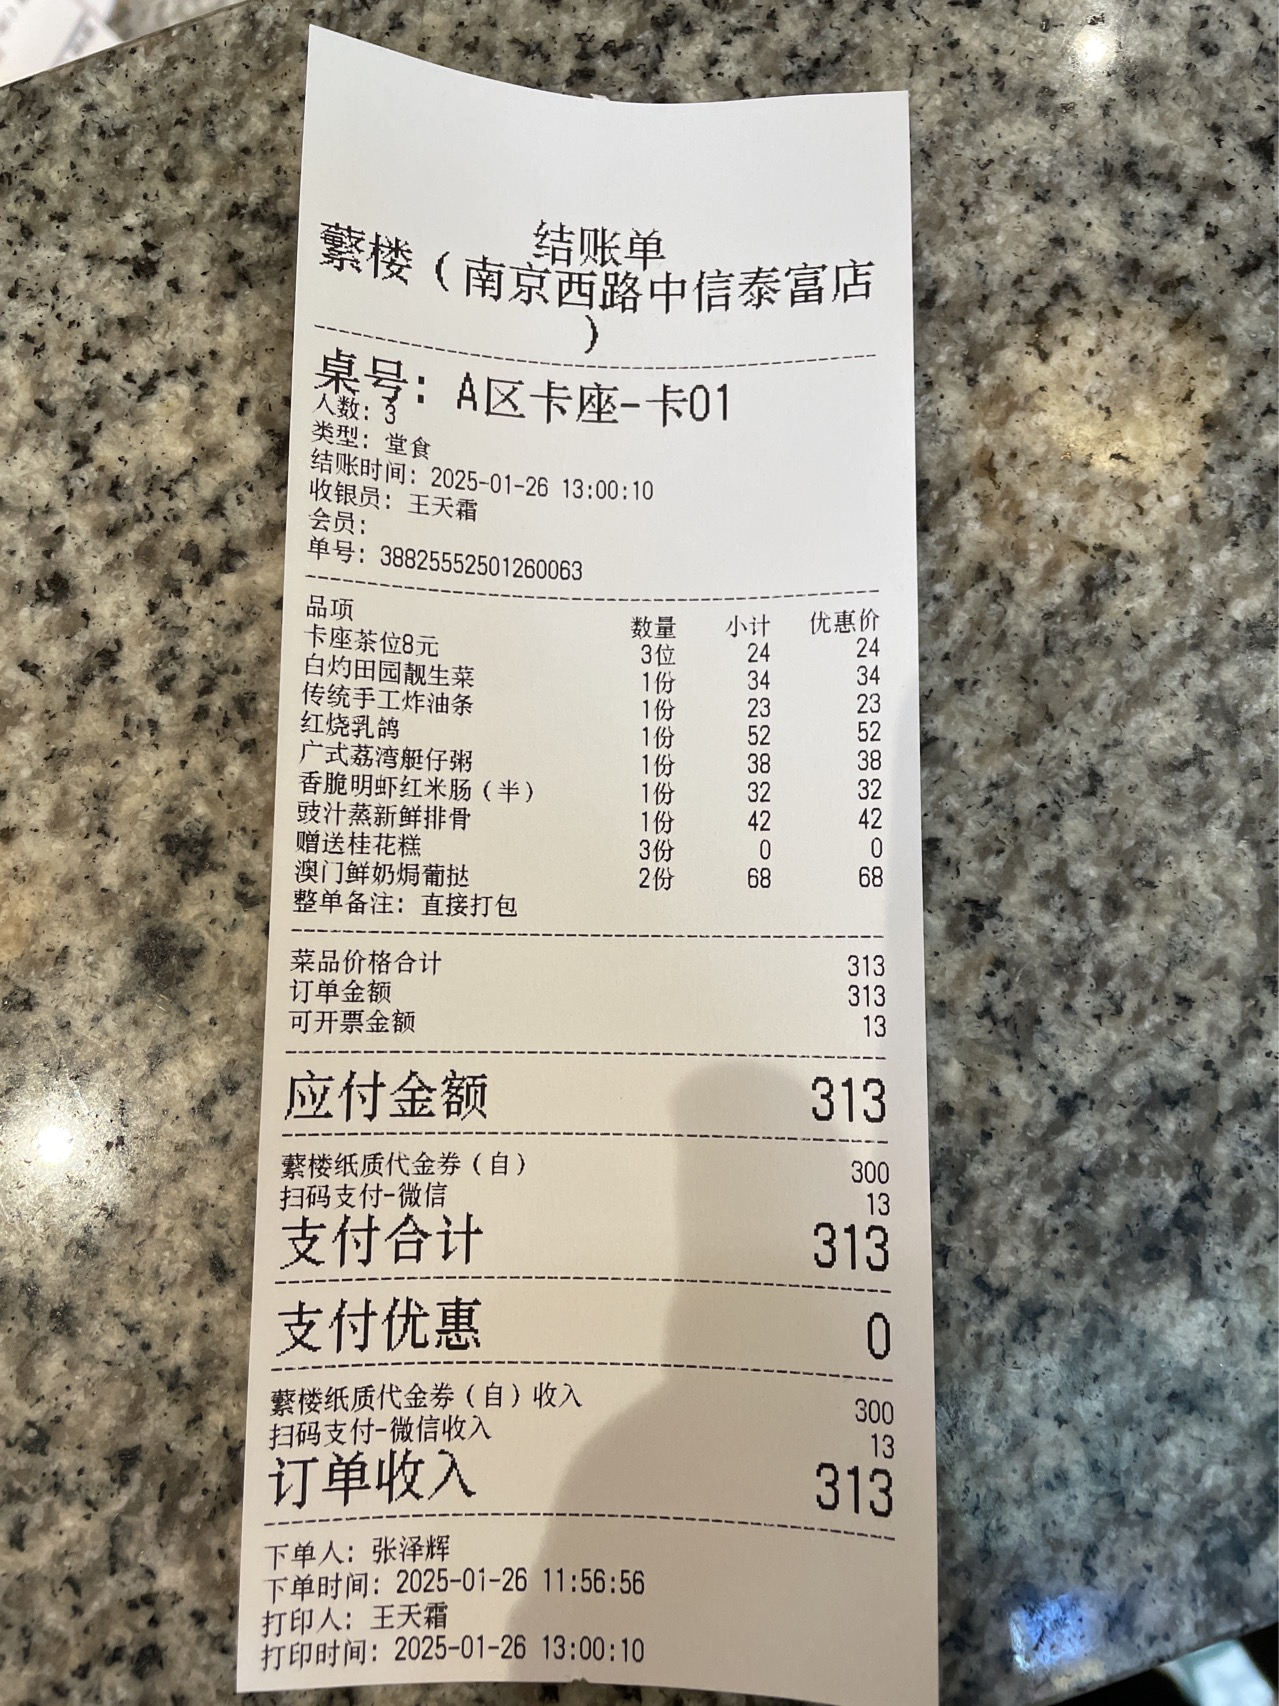 结账单
蘩楼（南京西路中信泰富店
）
桌号：A区卡座-卡01
人数：3
类型：堂食
结账时间：2025-01-26 13:00:10
收银员：王天霜
会员：
单号：38825552501260063
品项 数量 小计 优惠价
卡座茶位8元 3位 24 24
白灼田园靓生菜 1份 34 34
传统手工炸油条 1份 23 23
红烧乳鸽 1份 52 52
广式荔湾艇仔粥 1份 38 38
香脆明虾红米肠（半） 1份 32 32
豉汁蒸新鲜排骨 1份 42 42
赠送桂花糕 3份 0 0
澳门鲜奶焗葡挞 2份 68 68
整单备注：直接打包
菜品价格合计 313
订单金额 313
可开票金额 13
应付金额 313
蘩楼纸质代金券（自） 300
扫码支付-微信 13
支付合计 313
支付优惠 0
蘩楼纸质代金券（自）收入 300
扫码支付-微信收入 13
订单收入 313
下单人：张泽辉
下单时间：2025-01-26 11:56:56
打印人：王天霜
打印时间：2025-01-26 13:00:10